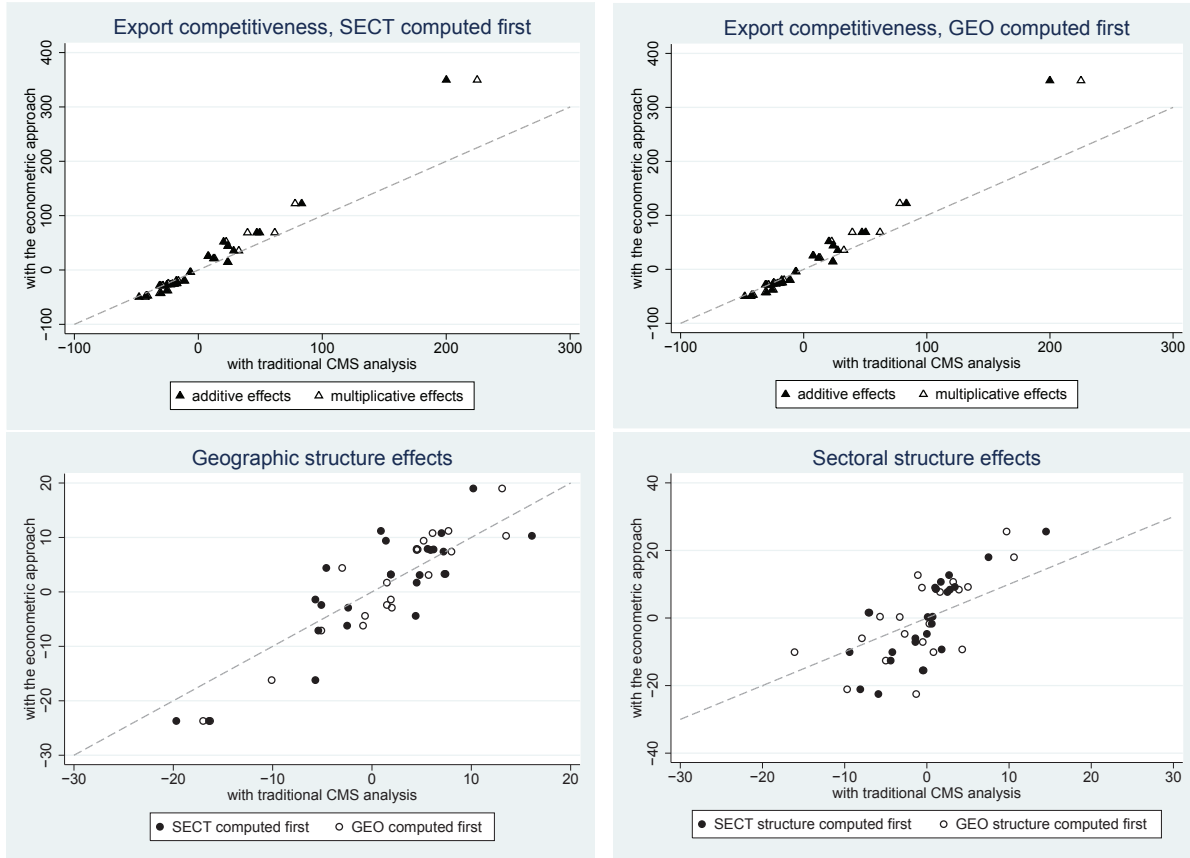 Export competitiveness, SECT computed first
with the econometric approach
400
300
200
100
0
−100
−100 0 100 200 300
with traditional CMS analysis
additive effects multiplicative effects
Export competitiveness, GEO computed first
with the econometric approach
400
300
200
100
0
−100
−100 0 100 200 300
with traditional CMS analysis
additive effects multiplicative effects
Geographic structure effects
with the econometric approach
20
10
0
−10
−20
−30
−30 −20 −10 0 10 20
with traditional CMS analysis
SECT computed first GEO computed first
Sectoral structure effects
with the econometric approach
40
20
0
−20
−40
−30 −20 −10 0 10 20 30
with traditional CMS analysis
SECT structure computed first GEO structure computed first